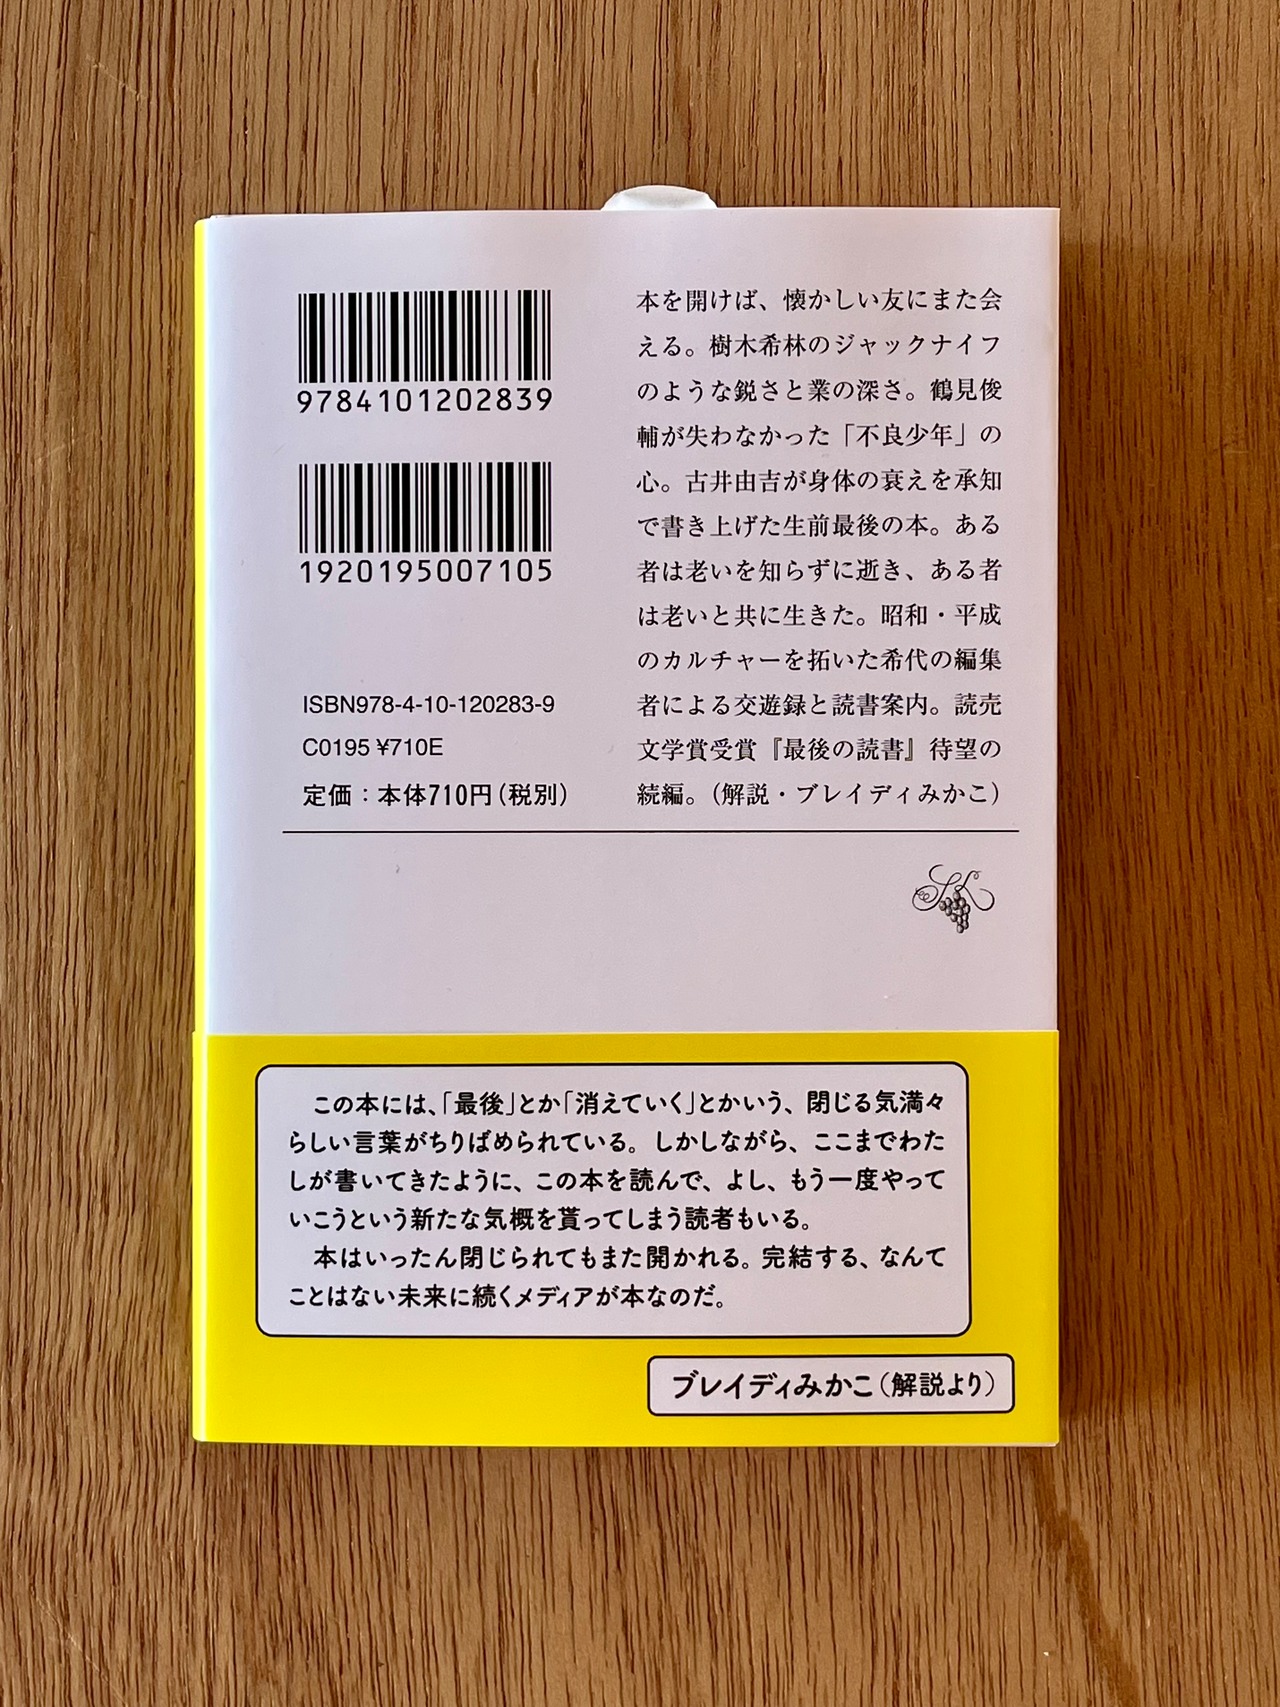 9784101202839
1920195007105
ISBN978-4-10-120283-9
C0195 ¥710E
定価：本体710円（税別）
本を開けば、懐かしい友にまた会
える。樹木希林のジャックナイフ
のような鋭さと業の深さ。鶴見俊
輔が失わなかった「不良少年」の
心。古井由吉が身体の衰えを承知
で書き上げた生前最後の本。ある
者は老いを知らずに逝き、ある者
は老いと共に生きた。昭和・平成
のカルチャーを拓いた希代の編集
者による交遊録と読書案内。読売
文学賞受賞『最後の読書』待望の
続編。（解説・ブレイディみかこ）
SK
この本には、「最後」とか「消えていく」とかいう、閉じる気満々
らしい言葉がちりばめられている。しかしながら、ここまでわた
しが書いてきたように、この本を読んで、よし、もう一度やって
いこうという新たな気概を貰ってしまう読者もいる。
本はいったん閉じられてもまた開かれる。完結する、なんて
ことはない未来に続くメディアが本なのだ。
ブレイディみかこ（解説より）